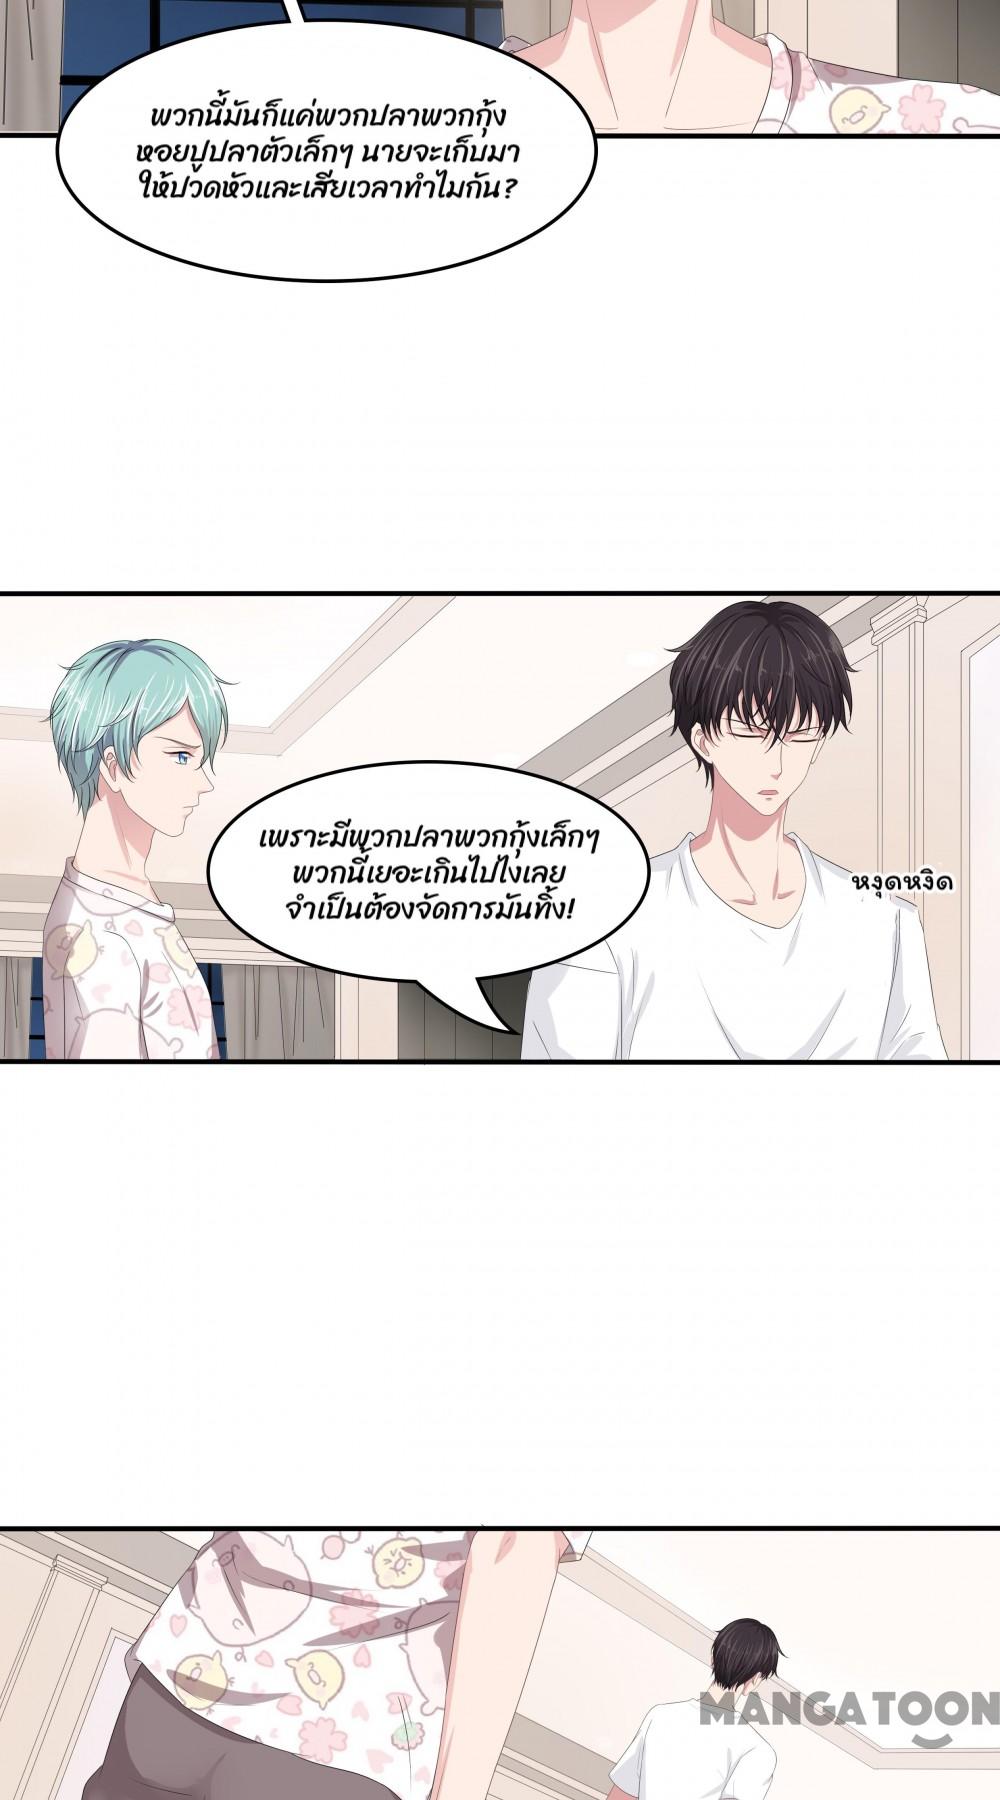 พวกนี้มันก็แค่พวกปลาพวกกุ้ง
หอยปูปลาตัวเล็กๆ นายจะเก็บมา
ให้ปวดหัวและเสียเวลาทำไมกัน?
เพราะมีพวกปลาพวกกุ้งเล็กๆ
พวกนี้เยอะเกินไปไงเลย
จำเป็นต้องจัดการมันทิ้ง!
หงุดหงิด
MANGATOON